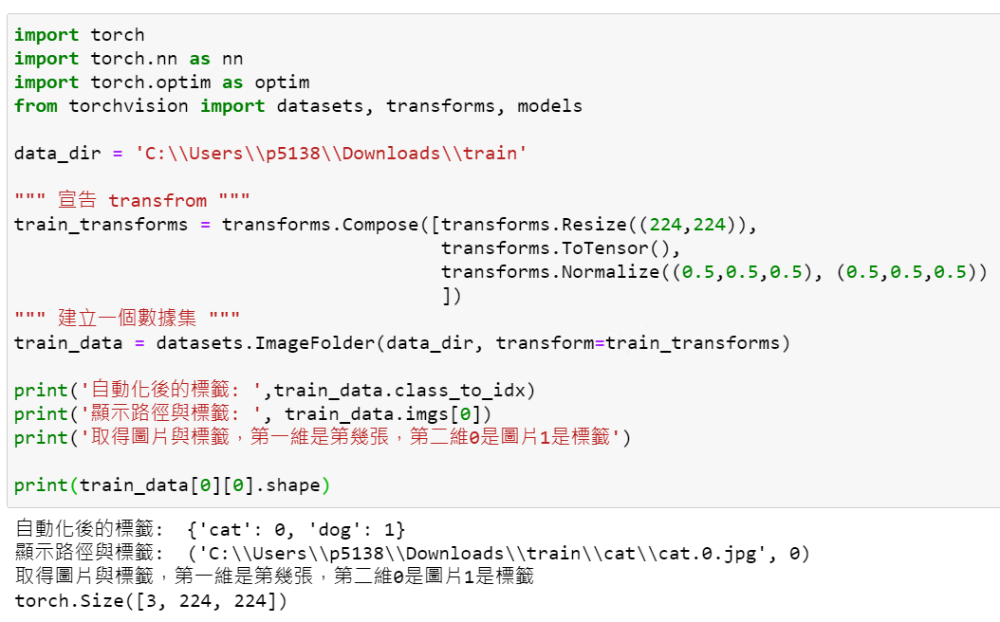 import torch
import torch.nn as nn
import torch.optim as optim
from torchvision import datasets, transforms, models
data_dir = 'C:\\Users\\p5138\\Downloads\\train'
""" 宣告 transfrom """
train_transforms = transforms.Compose([transforms.Resize((224,224)),
transforms.ToTensor(),
transforms.Normalize((0.5,0.5,0.5), (0.5,0.5,0.5))
])
""" 建立一個數據集 """
train_data = datasets.ImageFolder(data_dir, transform=train_transforms)
print('自動化後的標籤: ',train_data.class_to_idx)
print('顯示路徑與標籤: ', train_data.imgs[0])
print('取得圖片與標籤，第一維是第幾張，第二維0是圖片1是標籤')
print(train_data[0][0].shape)
自動化後的標籤:  {'cat': 0, 'dog': 1}
顯示路徑與標籤:  ('C:\\Users\\p5138\\Downloads\\train\\cat\\cat.0.jpg', 0)
取得圖片與標籤，第一維是第幾張，第二維0是圖片1是標籤
torch.Size([3, 224, 224])